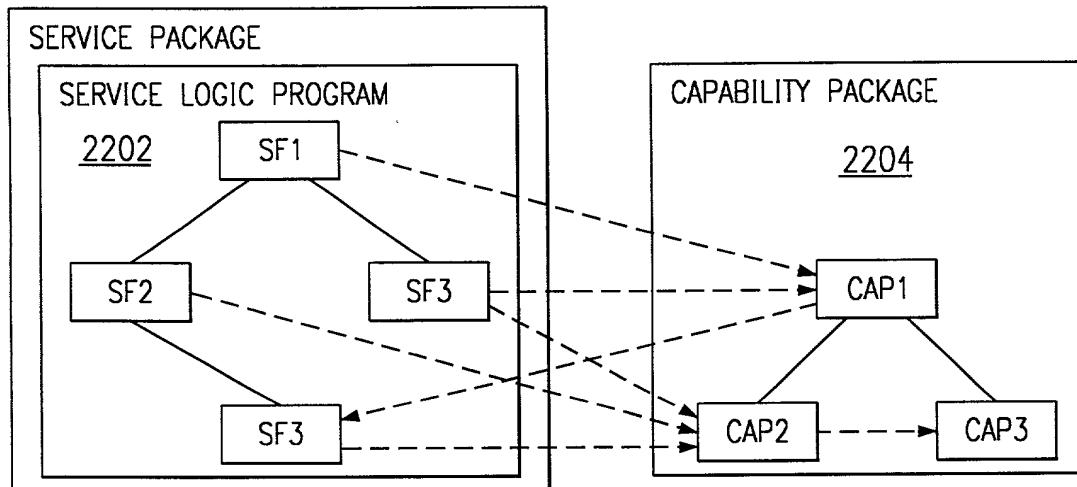 SERVICE PACKAGE
SERVICE LOGIC PROGRAM
2202
SF1
SF2
SF3
SF3
CAPABILITY PACKAGE
2204
CAP1
CAP2
CAP3